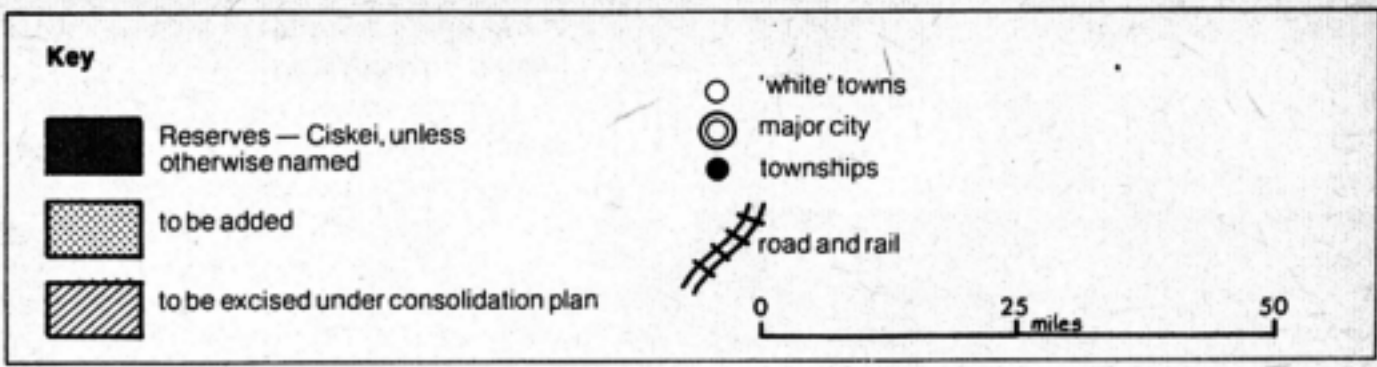 Key
Reserves — Ciskei, unless
otherwise named
to be added
to be excised under consolidation plan
'white' towns
major city
townships
road and rail
0 25 50
miles